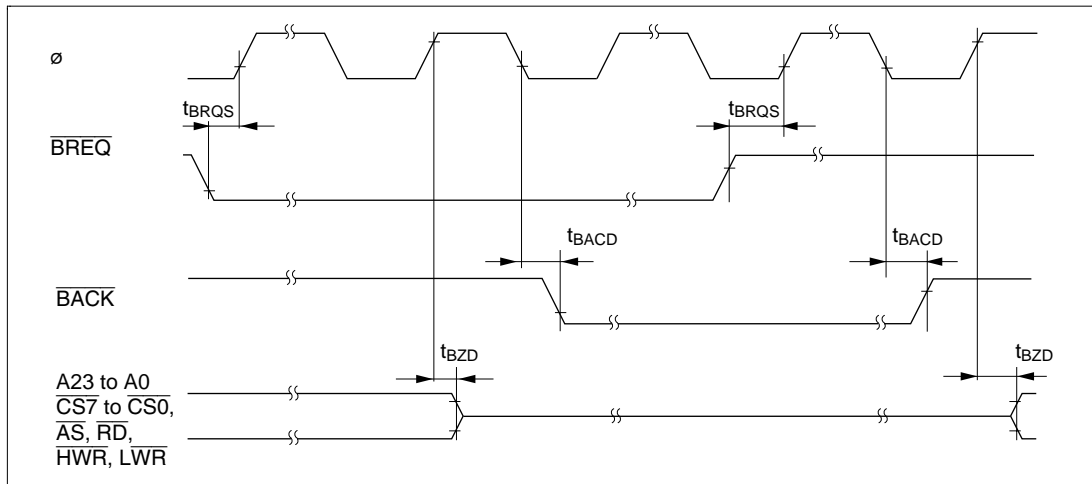 ø
tBRQS
tBRQS
BREQ
tBACD
tBACD
BACK
tBZD
tBZD
A23 to A0
CS7 to CS0,
AS, RD,
HWR, LWR